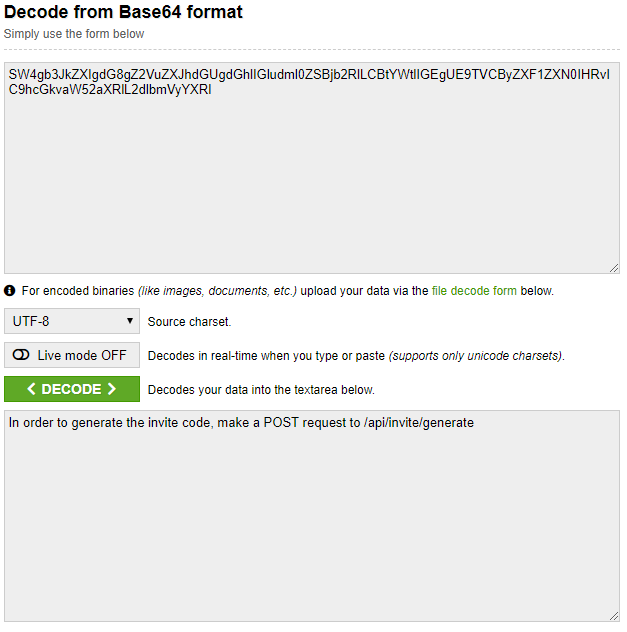 Decode from Base64 format
Simply use the form below
SW4gb3JkZXIgdG8gZ2VuZXJhdGUgdGhlIGludml0ZSBjb2RlLCBtYWtlIGEgUE9TVCByZXF1ZXN0IHRvI
C9hcGkvaW52aXRlL2dlbmVyYXRl
For encoded binaries (like images, documents, etc.) upload your data via the file decode form below.
UTF-8 Source charset.
Live mode OFF Decodes in real-time when you type or paste (supports only unicode charsets).
< DECODE > Decodes your data into the textarea below.
In order to generate the invite code, make a POST request to /api/invite/generate